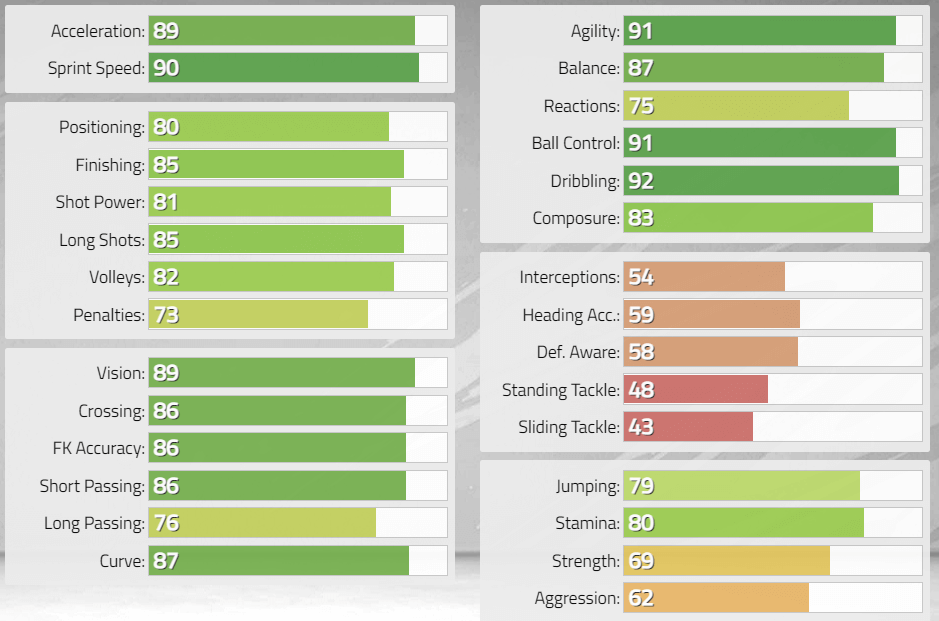 Acceleration: 89
Sprint Speed: 90
Positioning: 80
Finishing: 85
Shot Power: 81
Long Shots: 85
Volleys: 82
Penalties: 73
Vision: 89
Crossing: 86
FK Accuracy: 86
Short Passing: 86
Long Passing: 76
Curve: 87
Agility: 91
Balance: 87
Reactions: 75
Ball Control: 91
Dribbling: 92
Composure: 83
Interceptions: 54
Heading Acc.: 59
Def. Aware: 58
Standing Tackle: 48
Sliding Tackle: 43
Jumping: 79
Stamina: 80
Strength: 69
Aggression: 62